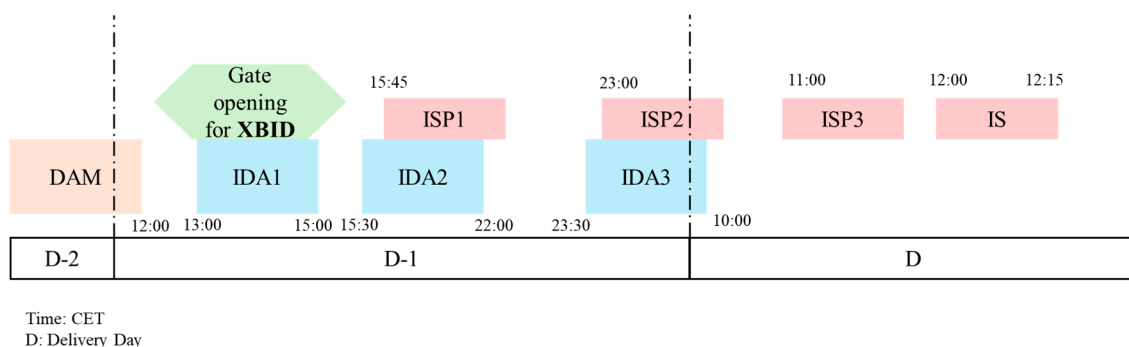 Gate
opening
for XBID
15:45
23:00
11:00
12:00
12:15
ISP1
ISP2
ISP3
IS
DAM
IDA1
IDA2
IDA3
12:00
13:00
15:00
15:30
22:00
23:30
10:00
D-2
D-1
D
Time: CET
D: Delivery Day